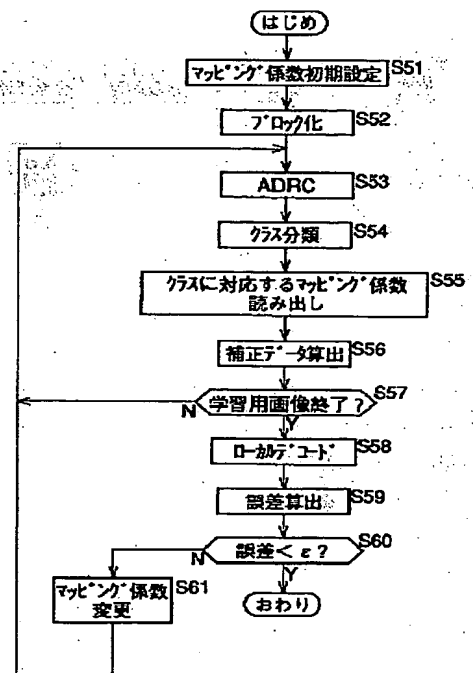 はじめ
マッピング係数初期設定 S51
ブロック化 S52
ADRC S53
クラス分類 S54
クラスに対応するマッピング係数 S55
読み出し
補正データ算出 S56
学習用画像終了? S57
N
Y
ローカルデコード S58
誤差算出 S59
誤差<ε? S60
N
Y
マッピング係数 S61
変更
おわり